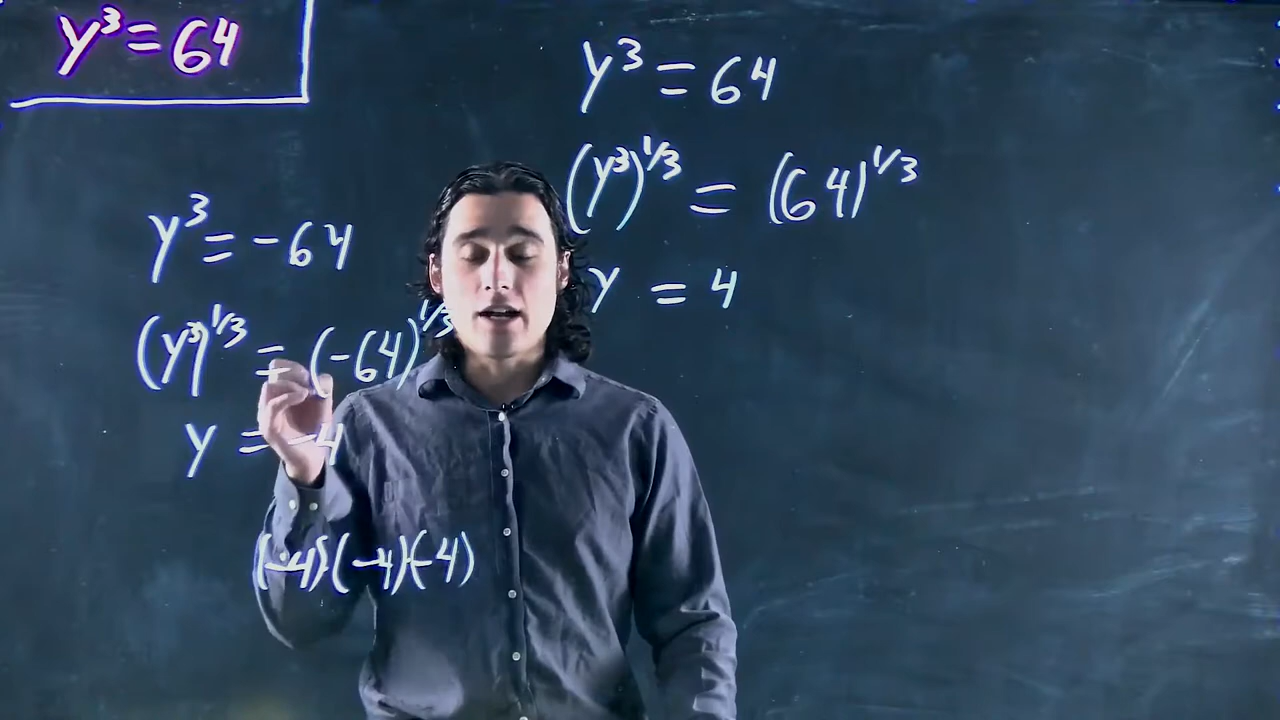 y³ = 64
y³ = 64
(y³)^1/3 = (64)^1/3
y = 4
y³ = -64
(y³)^1/3 = (-64)^1/3
y = -4
(-4)·(-4)(-4)